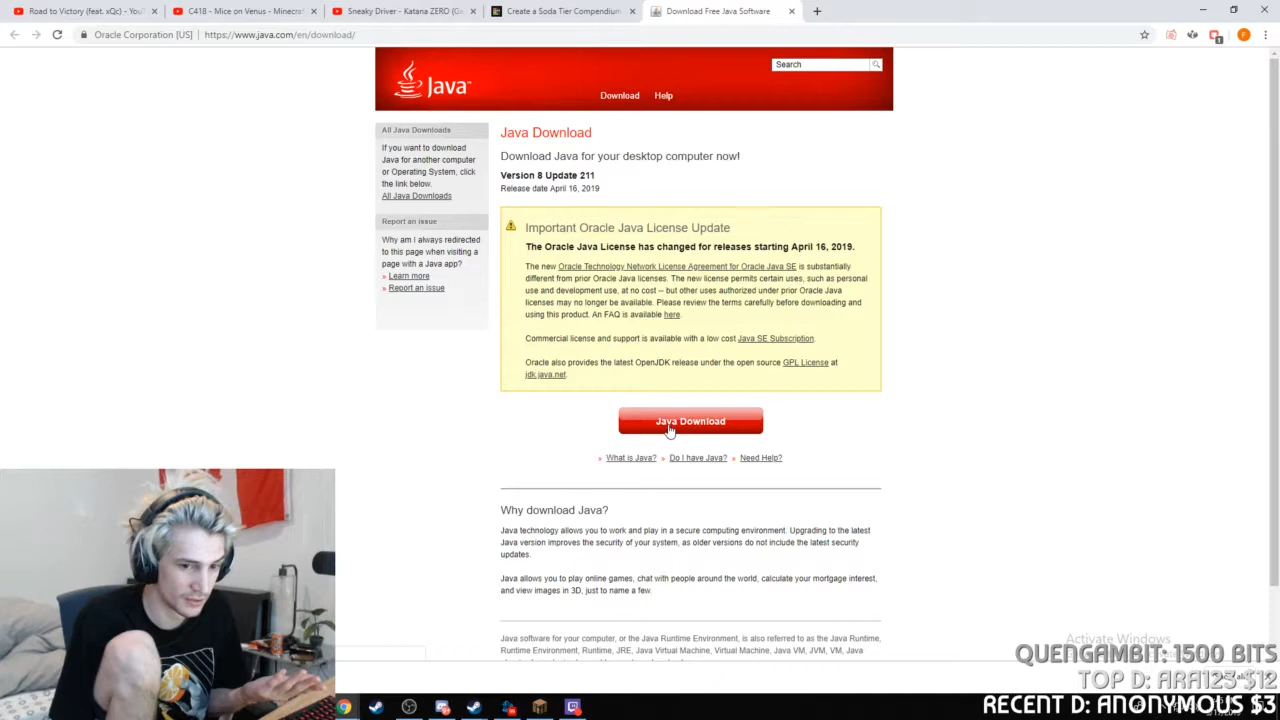 Road to Victory (feat. xQc) - You
C418 - Mice on Venus - Minecraf
Sneaky Driver - Katana ZERO (Ga
Create a Soda Tier Compendium
Download Free Java Software
Oracle Corporation [US] | https://www.java.com/en/download/
Java™
Search
Download Help
All Java Downloads
If you want to download
Java for another computer
or Operating System, click
the link below.
All Java Downloads
Report an issue
Why am I always redirected
to this page when visiting a
page with a Java app?
» Learn more
» Report an issue
Java Download
Download Java for your desktop computer now!
Version 8 Update 211
Release date April 16, 2019
Important Oracle Java License Update
The Oracle Java License has changed for releases starting April 16, 2019.
The new Oracle Technology Network License Agreement for Oracle Java SE is substantially
different from prior Oracle Java licenses. The new license permits certain uses, such as personal
use and development use, at no cost -- but other uses authorized under prior Oracle Java
licenses may no longer be available. Please review the terms carefully before downloading and
using this product. An FAQ is available here.
Commercial license and support is available with a low cost Java SE Subscription.
Oracle also provides the latest OpenJDK release under the open source GPL License at
jdk.java.net.
Java Download
» What is Java? » Do I have Java? » Need Help?
Why download Java?
Java technology allows you to work and play in a secure computing environment. Upgrading to the latest
Java version improves the security of your system, as older versions do not include the latest security
updates.
Java allows you to play online games, chat with people around the world, calculate your mortgage interest,
and view images in 3D, just to name a few.
Java software for your computer, or the Java Runtime Environment, is also referred to as the Java Runtime,
Runtime Environment, Runtime, JRE, Java Virtual Machine, Virtual Machine, Java VM, JVM, VM, Java
Activate Windows
QUENGAMBIT: 1500 BITS
TOP D: ARA123 $12
RECENT D: ANONYMOUS $3